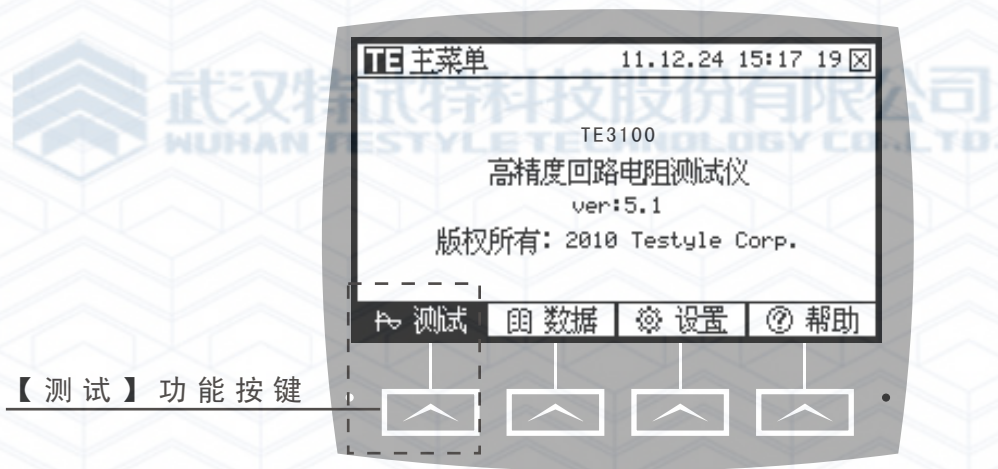 TE 主菜单 11.12.24 15:17 19
武汉特试特科技股份有限公司
WUHAN TESTYLE TECHNOLOGY CO.,LTD.
TE3100
高精度回路电阻测试仪
ver:5.1
版权所有: 2010 Testyle Corp.
测试 数据 设置 帮助
【测试】功能按键